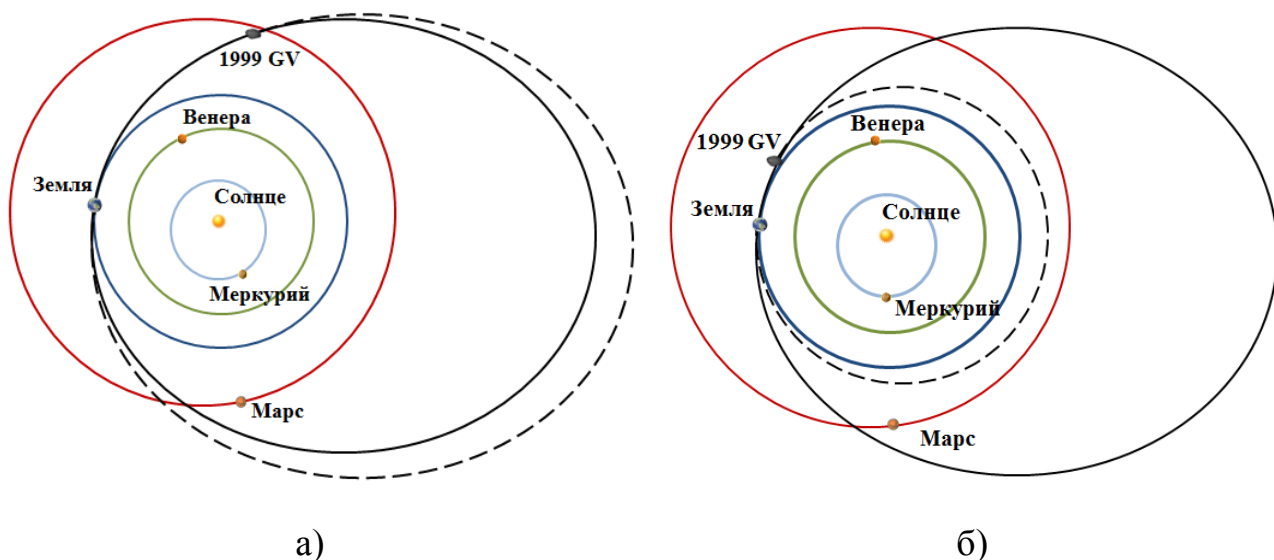 1999 GV
Венера
Земля
Солнце
Меркурий
Марс
а)
Венера
1999 GV
Земля
Солнце
Меркурий
Марс
б)